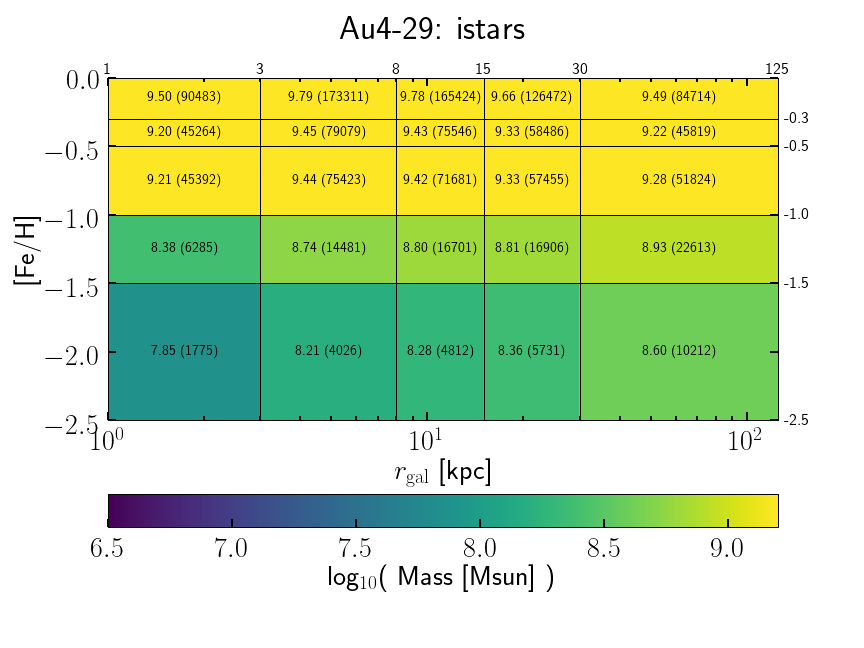 Au4-29: istars
1 3 8 15 30 125
0.0
9.50 (90483) 9.79 (173311) 9.78 (165424) 9.66 (126472) 9.49 (84714)
-0.3
9.20 (45264) 9.45 (79079) 9.43 (75546) 9.33 (58486) 9.22 (45819)
−0.5 -0.5
9.21 (45392) 9.44 (75423) 9.42 (71681) 9.33 (57455) 9.28 (51824)
−1.0 -1.0
[Fe/H]
8.38 (6285) 8.74 (14481) 8.80 (16701) 8.81 (16906) 8.93 (22613)
−1.5 -1.5
7.85 (1775) 8.21 (4026) 8.28 (4812) 8.36 (5731) 8.60 (10212)
−2.0
−2.5 -2.5
10⁰ 10¹ 10²
r_gal [kpc]
6.5 7.0 7.5 8.0 8.5 9.0
log₁₀( Mass [Msun] )